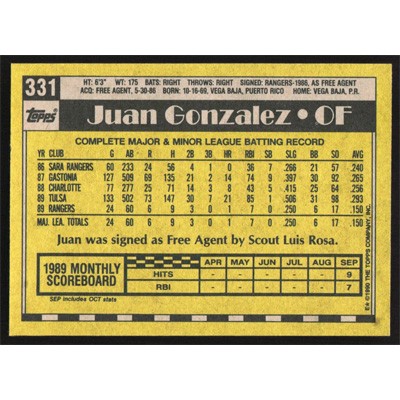 331
HT: 6'3" WT: 175 BATS: RIGHT THROWS: RIGHT SIGNED: RANGERS-1986, AS FREE AGENT
ACQ: FREE AGENT, 5-30-86 BORN: 10-16-69, VEGA BAJA, PUERTO RICO HOME: VEGA BAJA, P.R.
Topps
Juan Gonzalez • OF
COMPLETE MAJOR & MINOR LEAGUE BATTING RECORD
YR CLUB G AB R H 2B 3B HR RBI SB SLG BB SO AVG
86 SARA RANGERS 60 233 24 56 4 1 0 36 7 .266 21 57 .240
87 GASTONIA 127 509 69 135 21 2 14 74 9 .397 30 92 .265
88 CHARLOTTE 77 277 25 71 14 3 8 43 5 .415 25 64 .256
89 TULSA 133 502 73 147 30 7 21 85 1 .506 31 98 .293
89 RANGERS 24 60 6 9 3 0 1 7 0 .250 6 17 .150
MAJ. LEA. TOTALS 24 60 6 9 3 0 1 7 0 .250 6 17 .150
Juan was signed as Free Agent by Scout Luis Rosa.
1989 MONTHLY
SCOREBOARD
SEP includes OCT stats
APR MAY JUN JUL AUG SEP
HITS 9
RBI 7
© 1990 THE TOPPS COMPANY, INC.